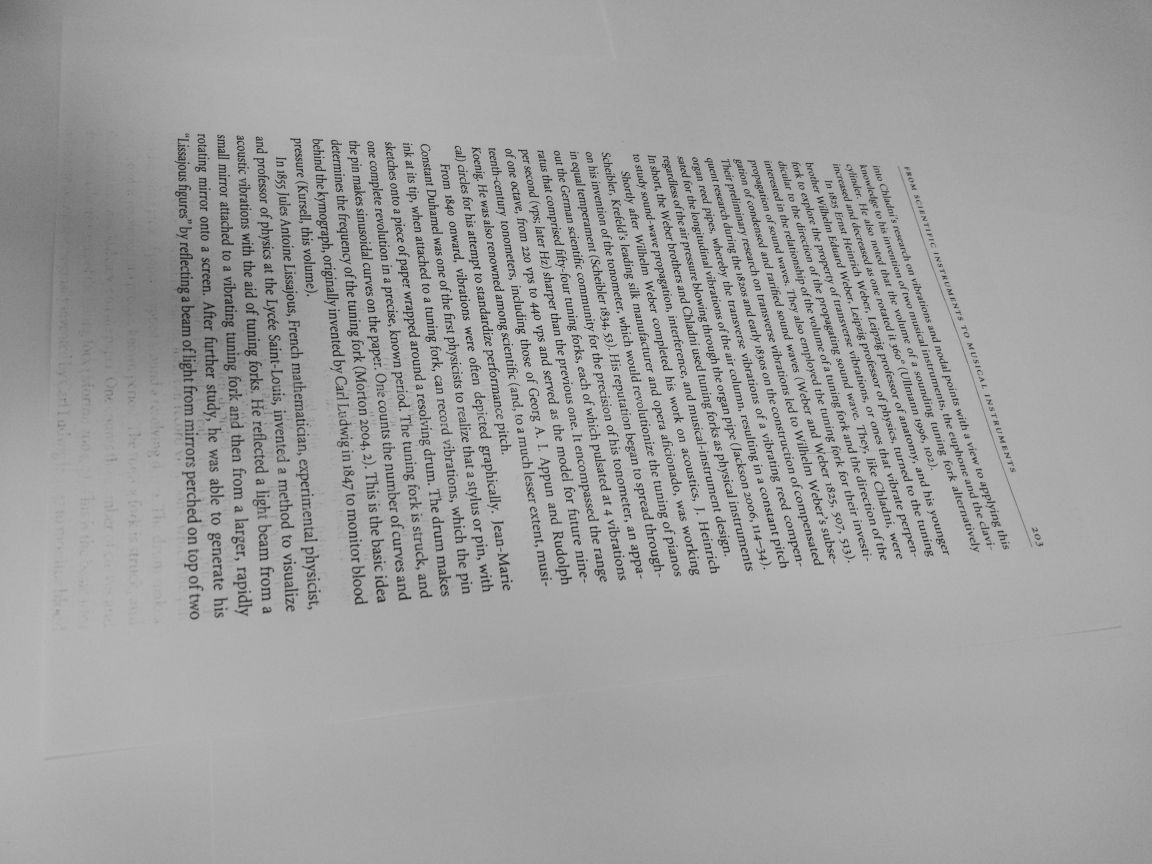 FROM SCIENTIFIC INSTRUMENTS TO MUSICAL INSTRUMENTS 203
into Chladni's research on vibrations and nodal points with a view to applying this
knowledge to his invention of two musical instruments, the euphone and the clavi-
cylinder. He also noted that the volume of a sounding tuning fork alternatively
increased and decreased as one rotated it 360° (Ullmann 1996, 102).
In 1825 Ernst Heinrich Weber, Leipzig professor of anatomy, and his younger
brother Wilhelm Eduard Weber, Leipzig professor of physics, turned to the tuning
fork to explore the property of transverse vibrations, or ones that vibrate perpen-
dicular to the direction of the propagating sound wave. They, like Chladni, were
interested in the relationship of the volume of a tuning fork and the direction of the
propagation of sound waves. They also employed the tuning fork for their investi-
gation of condensed and rarified sound waves (Weber and Weber 1825, 507, 513).
Their preliminary research on transverse vibrations led to Wilhelm Weber's subse-
quent research during the 1820s and early 1830s on the construction of compensated
organ reed pipes, whereby the transverse vibrations of a vibrating reed compen-
sated for the longitudinal vibrations of the air column, resulting in a constant pitch
regardless of the air pressure blowing through the organ pipe (Jackson 2006, 114–34).
In short, the Weber brothers and Chladni used tuning forks as physical instruments
to study sound-wave propagation, interference, and musical-instrument design.
Shortly after Wilhelm Weber completed his work on acoustics, J. Heinrich
Scheibler, Krefeld's leading silk manufacturer and opera aficionado, was working
on his invention of the tonometer, which would revolutionize the tuning of pianos
in equal temperament (Scheibler 1834, 53). His reputation began to spread through-
out the German scientific community for the precision of his tonometer, an appa-
ratus that comprised fifty-four tuning forks, each of which pulsated at 4 vibrations
per second (vps; later Hz) sharper than the previous one. It encompassed the range
of one octave, from 220 vps to 440 vps and served as the model for future nine-
teenth-century tonometers, including those of Georg A. I. Appun and Rudolph
Koenig. He was also renowned among scientific (and, to a much lesser extent, musi-
cal) circles for his attempt to standardize performance pitch.
From 1840 onward, vibrations were often depicted graphically. Jean-Marie
Constant Duhamel was one of the first physicists to realize that a stylus or pin, with
ink at its tip, when attached to a tuning fork, can record vibrations, which the pin
sketches onto a piece of paper wrapped around a resolving drum. The drum makes
one complete revolution in a precise, known period. The tuning fork is struck, and
the pin makes sinusoidal curves on the paper. One counts the number of curves and
determines the frequency of the tuning fork (Morton 2004, 2). This is the basic idea
behind the kymograph, originally invented by Carl Ludwig in 1847 to monitor blood
pressure (Kursell, this volume).
In 1855 Jules Antoine Lissajous, French mathematician, experimental physicist,
and professor of physics at the Lycée Saint-Louis, invented a method to visualize
acoustic vibrations with the aid of tuning forks. He reflected a light beam from a
small mirror attached to a vibrating tuning fork and then from a larger, rapidly
rotating mirror onto a screen. After further study, he was able to generate his
"Lissajous figures" by reflecting a beam of light from mirrors perched on top of two